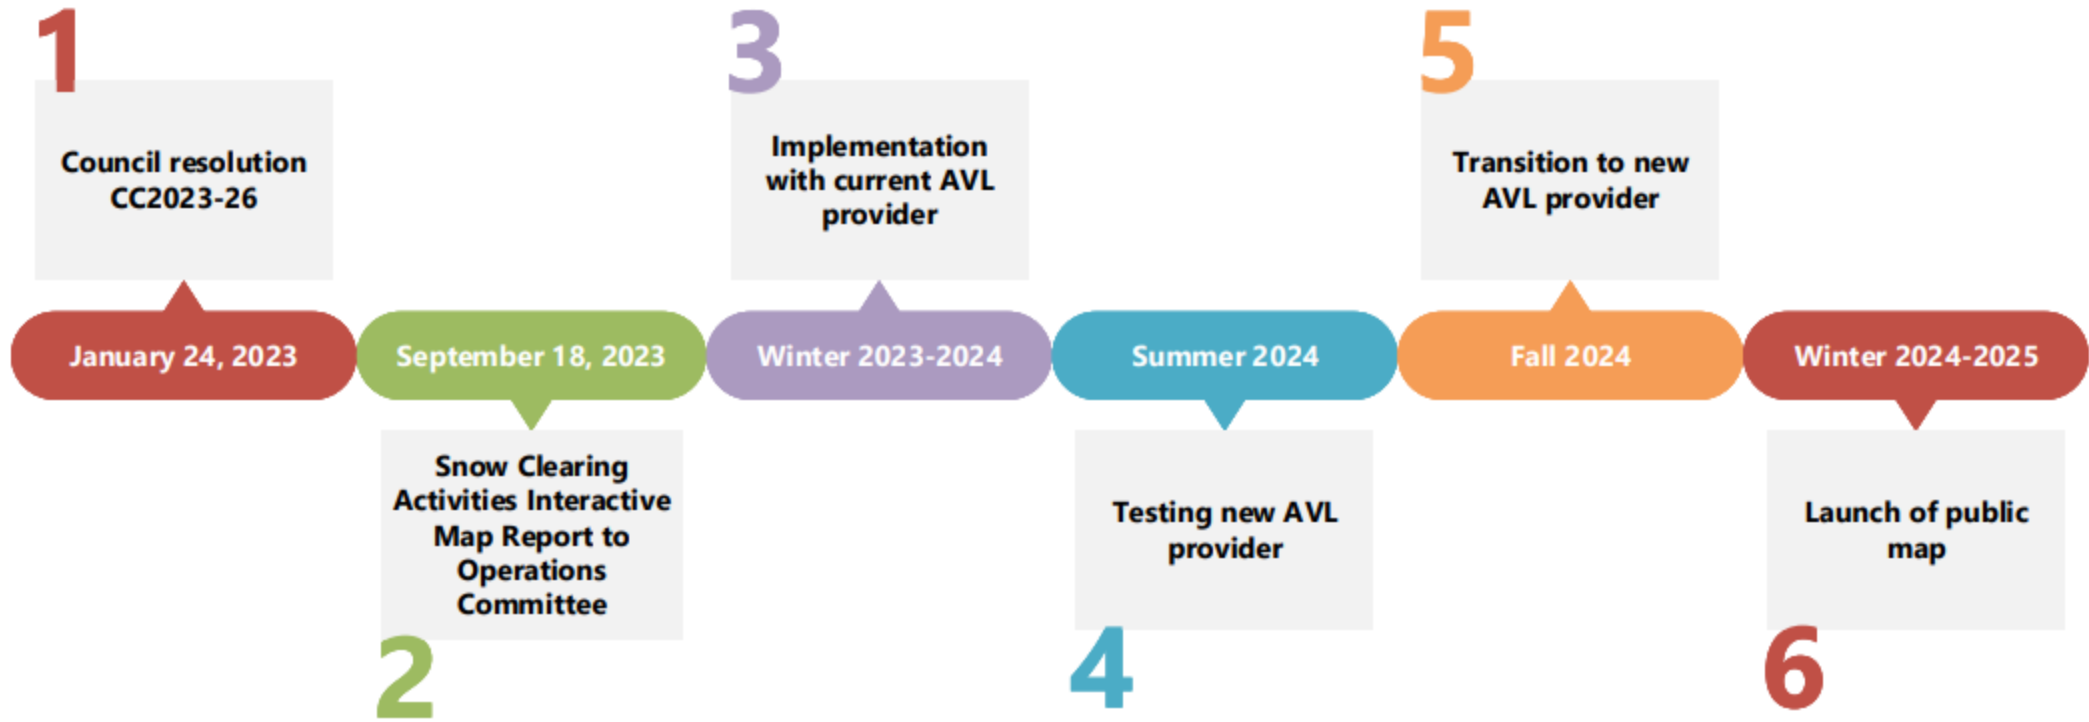 1
Council resolution
CC2023-26
January 24, 2023
September 18, 2023
Snow Clearing
Activities Interactive
Map Report to
Operations
Committee
2
3
Implementation
with current AVL
provider
Winter 2023-2024
Summer 2024
Testing new AVL
provider
4
5
Transition to new
AVL provider
Fall 2024
Winter 2024-2025
Launch of public
map
6